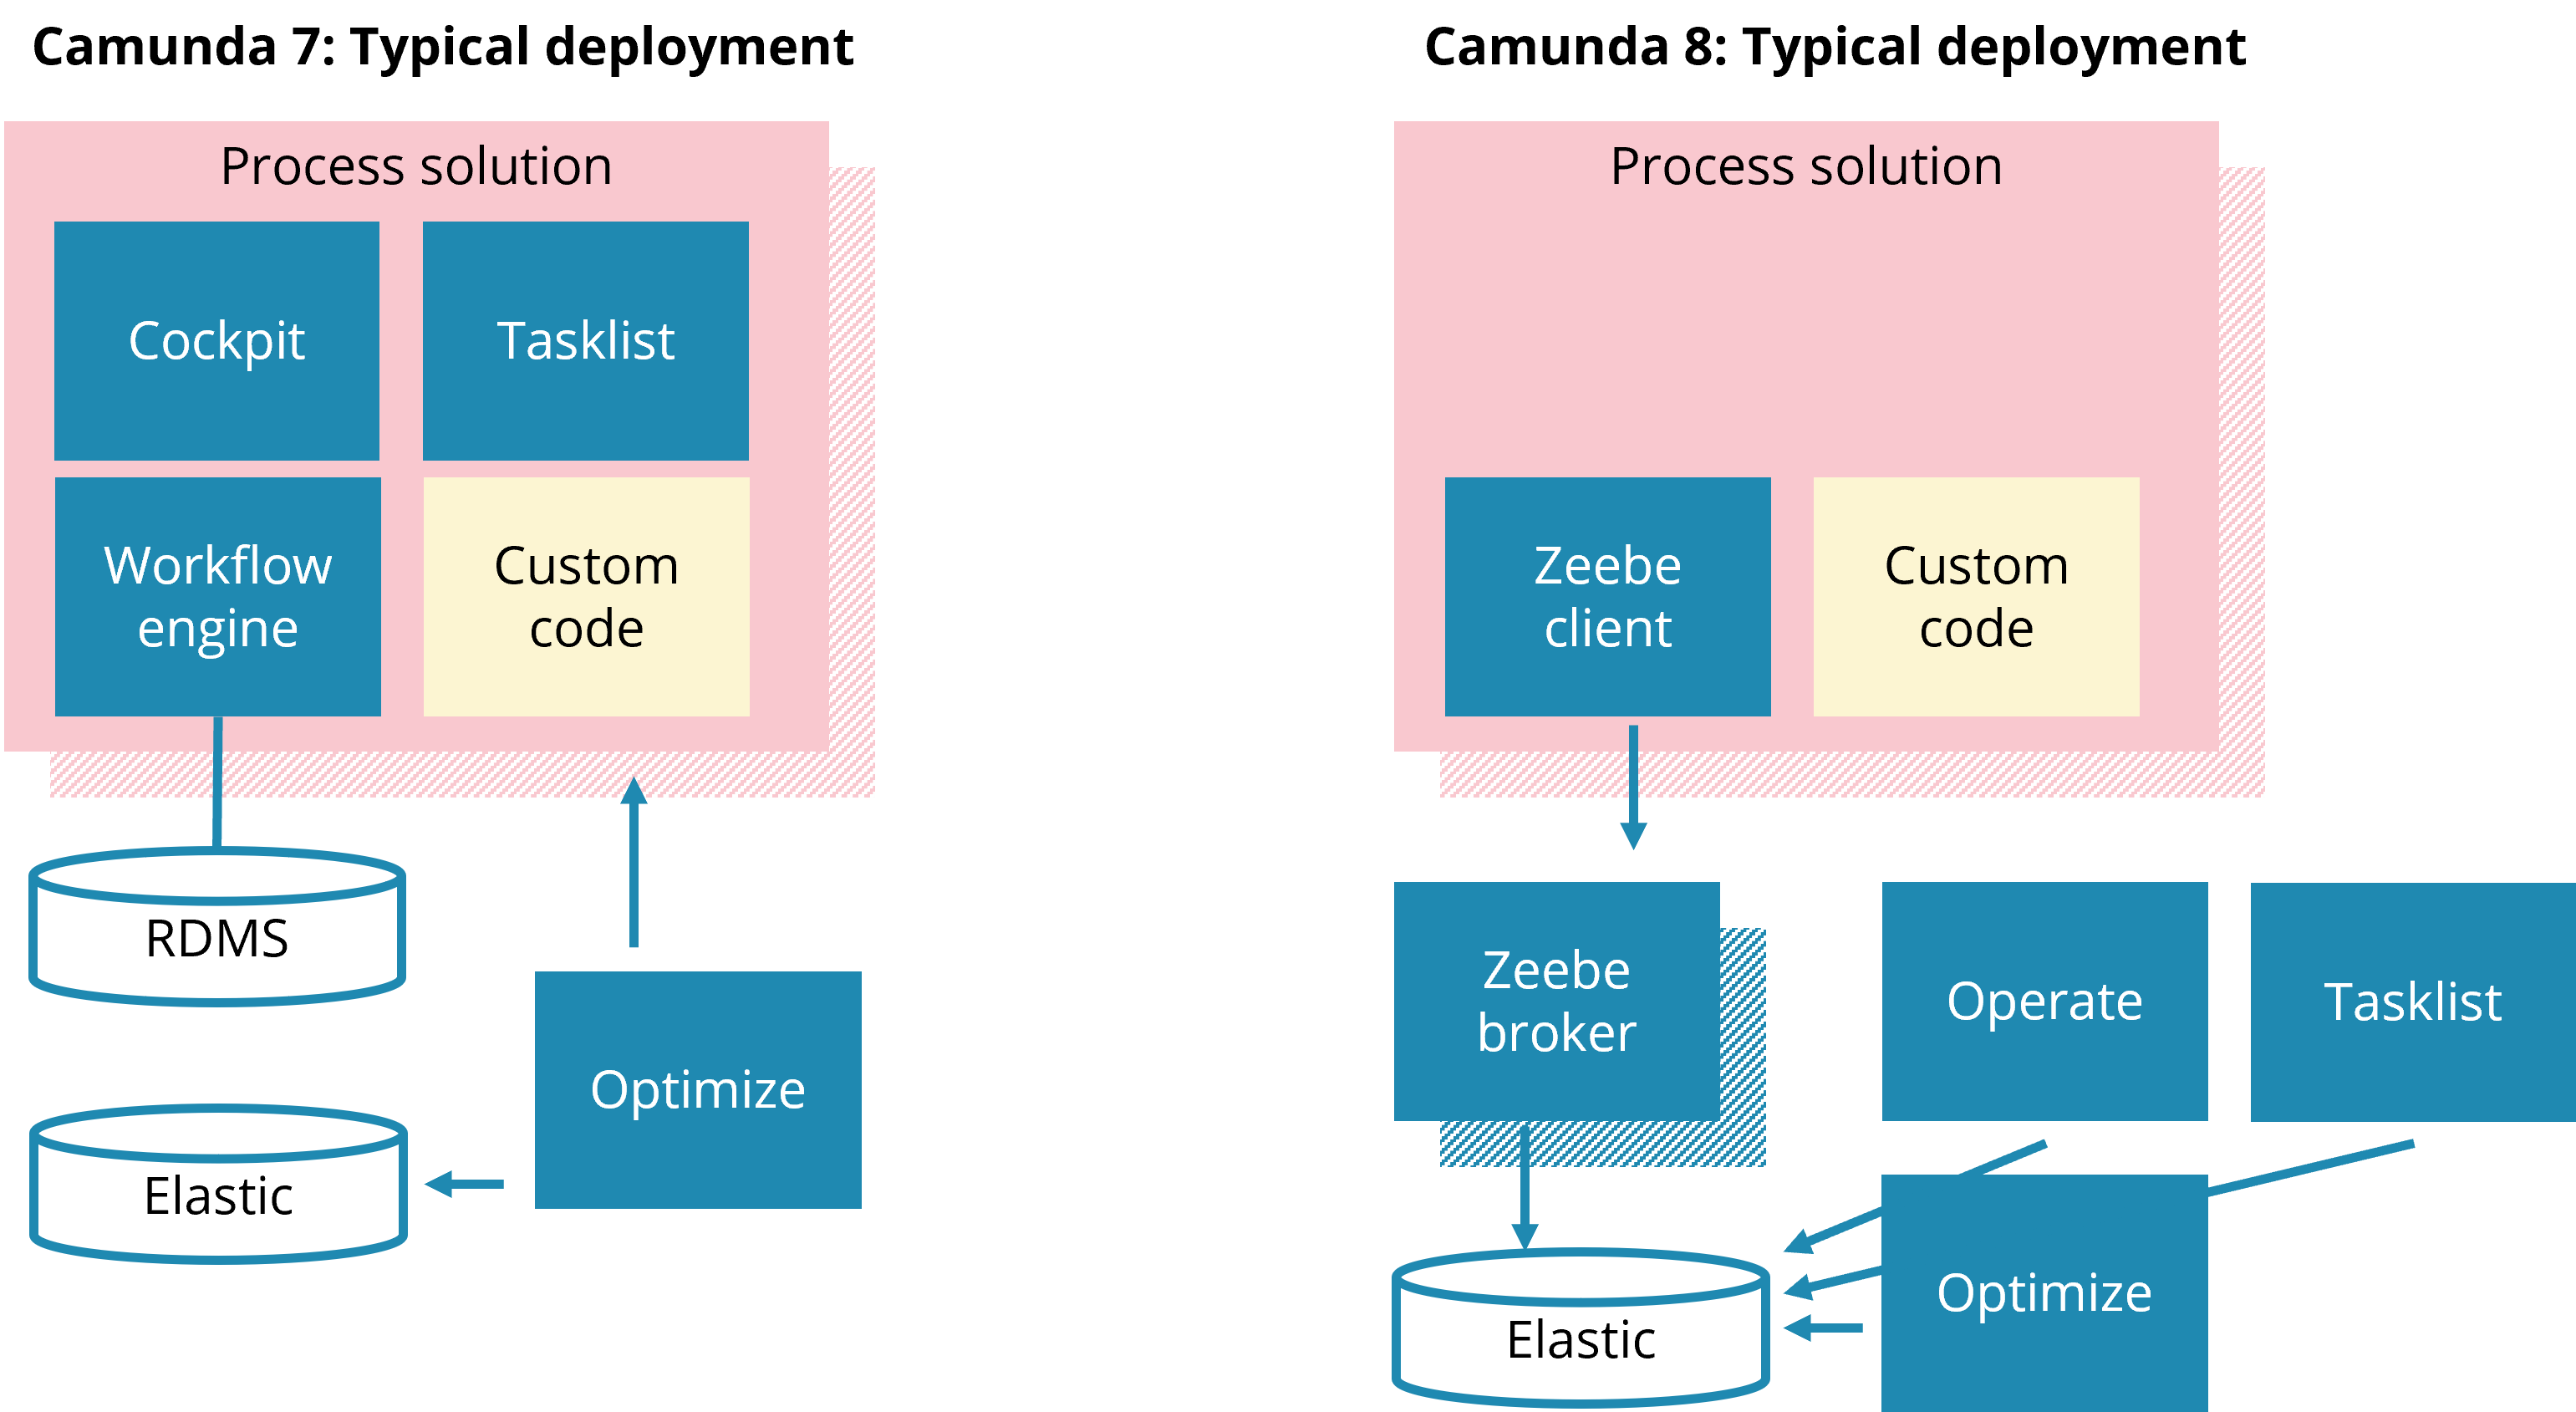 Camunda 7: Typical deployment
Process solution
Cockpit
Tasklist
Workflow
engine
Custom
code
RDMS
Optimize
Elastic
Camunda 8: Typical deployment
Process solution
Zeebe
client
Custom
code
Zeebe
broker
Operate
Tasklist
Optimize
Elastic